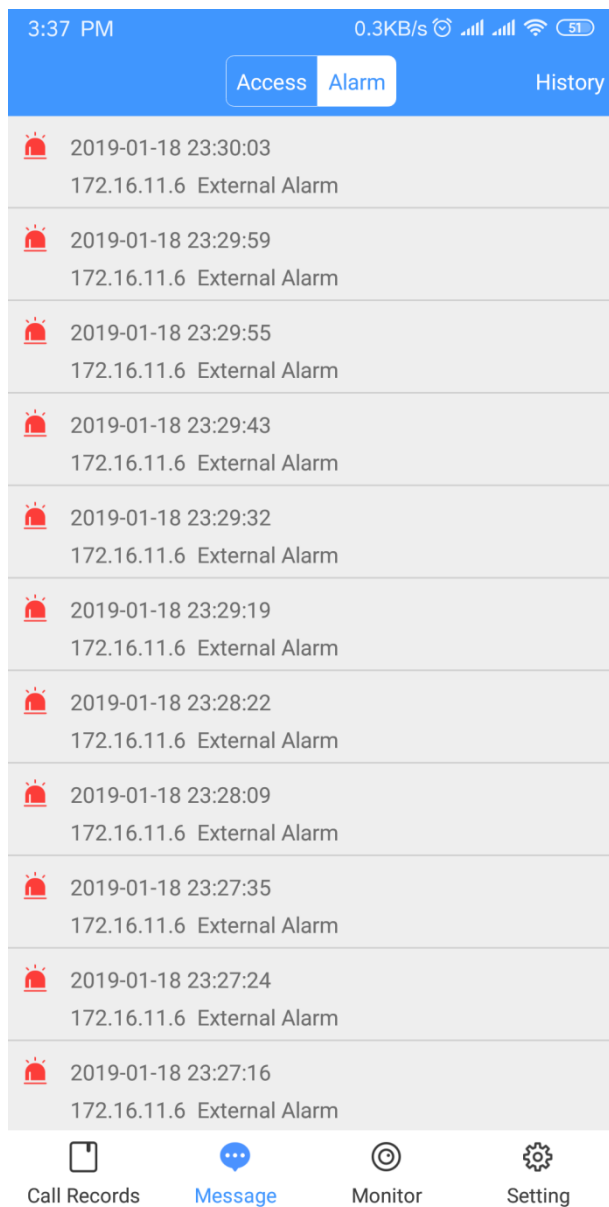 3:37 PM 0.3KB/s 51
Access Alarm History
2019-01-18 23:30:03
172.16.11.6 External Alarm
2019-01-18 23:29:59
172.16.11.6 External Alarm
2019-01-18 23:29:55
172.16.11.6 External Alarm
2019-01-18 23:29:43
172.16.11.6 External Alarm
2019-01-18 23:29:32
172.16.11.6 External Alarm
2019-01-18 23:29:19
172.16.11.6 External Alarm
2019-01-18 23:28:22
172.16.11.6 External Alarm
2019-01-18 23:28:09
172.16.11.6 External Alarm
2019-01-18 23:27:35
172.16.11.6 External Alarm
2019-01-18 23:27:24
172.16.11.6 External Alarm
2019-01-18 23:27:16
172.16.11.6 External Alarm
Call Records Message Monitor Setting